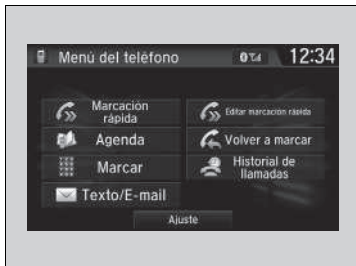 Menú del teléfono
12:34
Marcación
rápida
Editar marcación rápida
Agenda
Volver a marcar
Marcar
Historial de
llamadas
Texto/E-mail
Ajuste